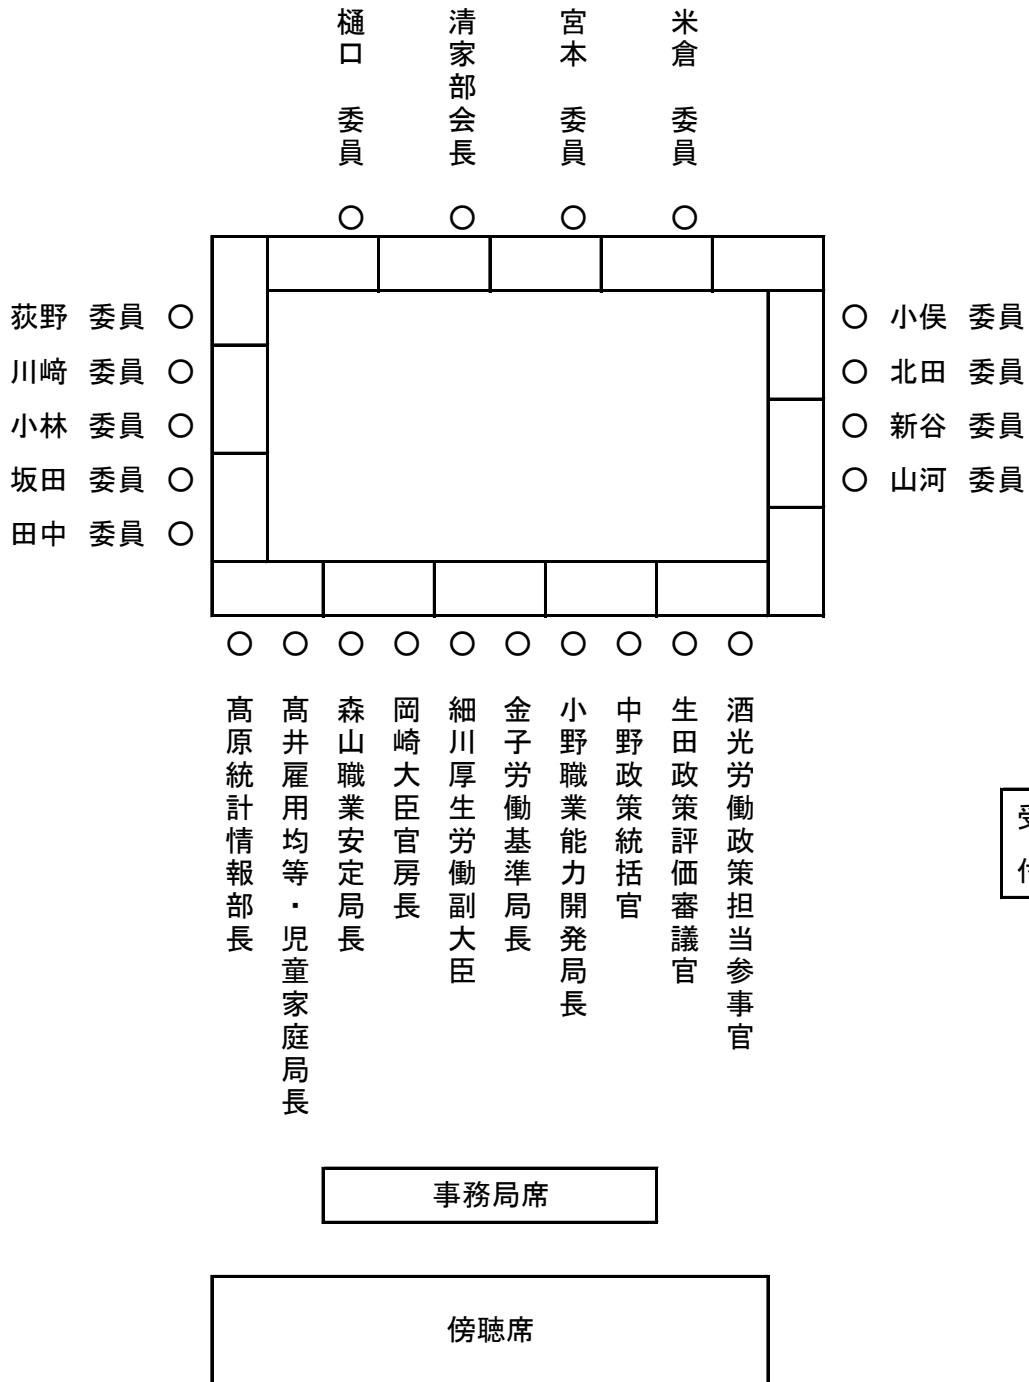 樋口 委員
清家部会長
宮本 委員
米倉 委員
荻野 委員
川﨑 委員
小林 委員
坂田 委員
田中 委員
小俣 委員
北田 委員
新谷 委員
山河 委員
髙原統計情報部長
髙井雇用均等・児童家庭局長
森山職業安定局長
岡崎大臣官房長
細川厚生労働副大臣
金子労働基準局長
小野職業能力開発局長
中野政策統括官
生田政策評価審議官
酒光労働政策担当参事官
事務局席
傍聴席